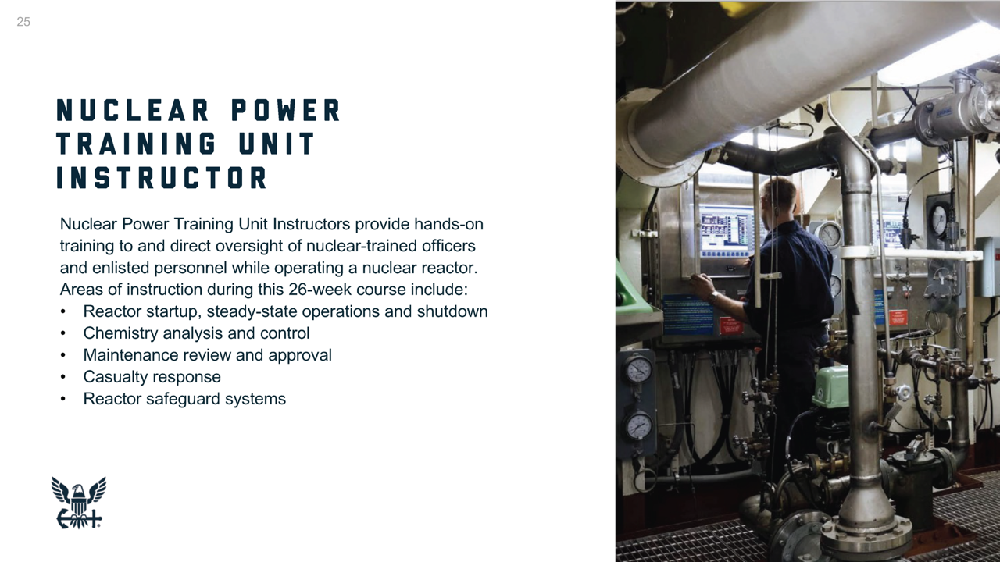 25
NUCLEAR POWER
TRAINING UNIT
INSTRUCTOR
Nuclear Power Training Unit Instructors provide hands-on
training to and direct oversight of nuclear-trained officers
and enlisted personnel while operating a nuclear reactor.
Areas of instruction during this 26-week course include:
• Reactor startup, steady-state operations and shutdown
• Chemistry analysis and control
• Maintenance review and approval
• Casualty response
• Reactor safeguard systems